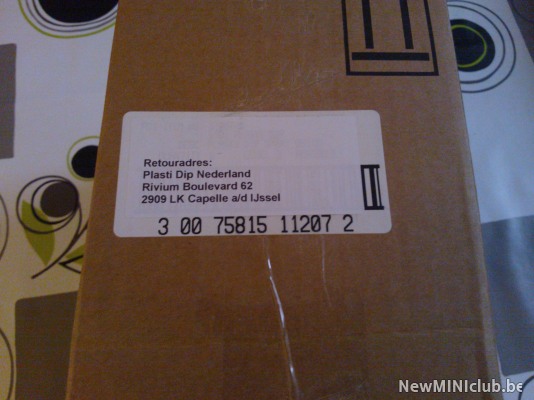 Retouradres:
Plasti Dip Nederland
Rivium Boulevard 62
2909 LK Capelle a/d IJssel
3 00 75815 11207 2
NewMINIclub.be